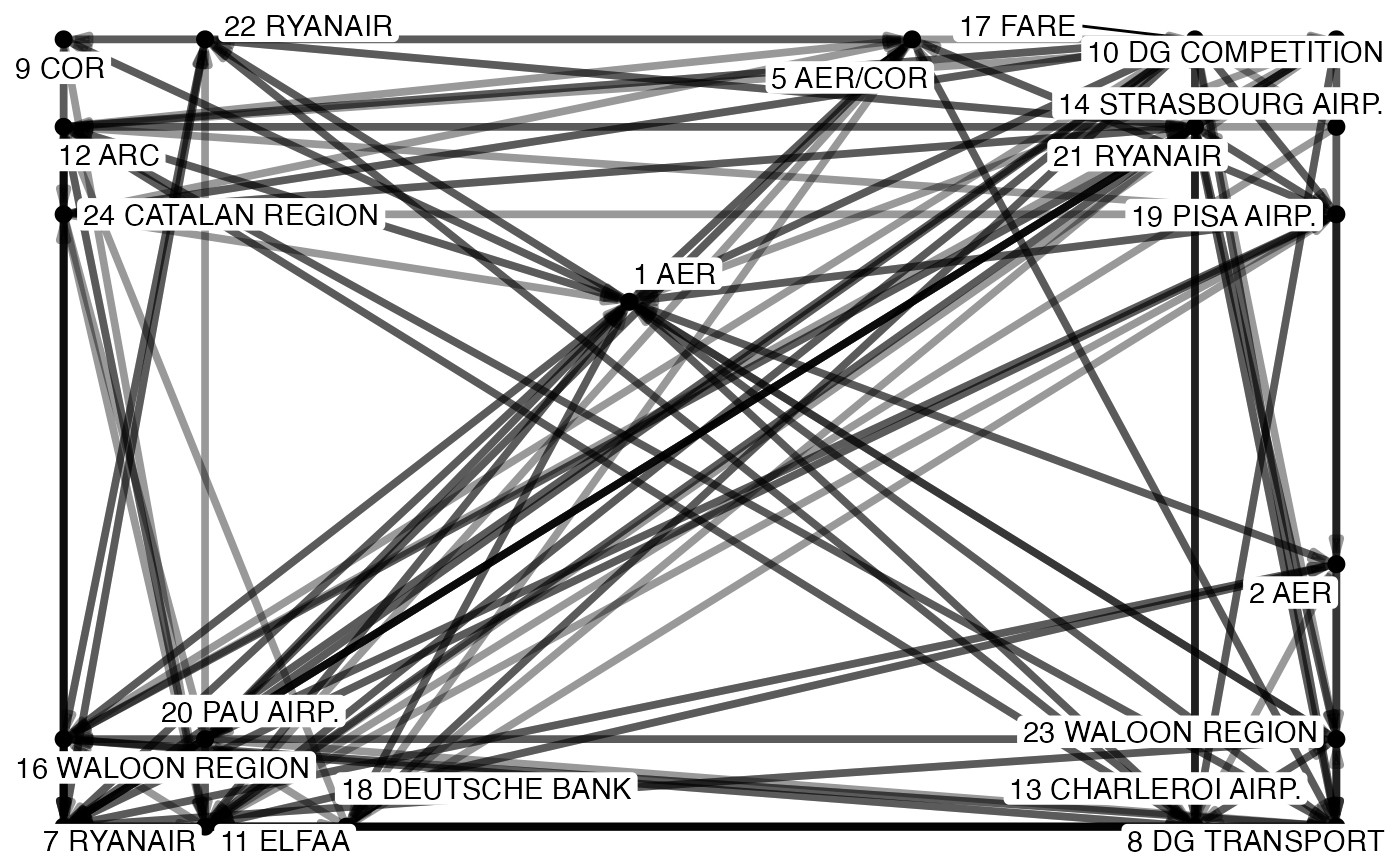 22 RYANAIR
17 FARE
10 DG COMPETITION
9 COR
5 AER/COR
14 STRASBOURG AIRP.
12 ARC
21 RYANAIR
24 CATALAN REGION
19 PISA AIRP.
1 AER
2 AER
20 PAU AIRP.
23 WALOON REGION
16 WALOON REGION
18 DEUTSCHE BANK
13 CHARLEROI AIRP.
7 RYANAIR
11 ELFAA
8 DG TRANSPORT